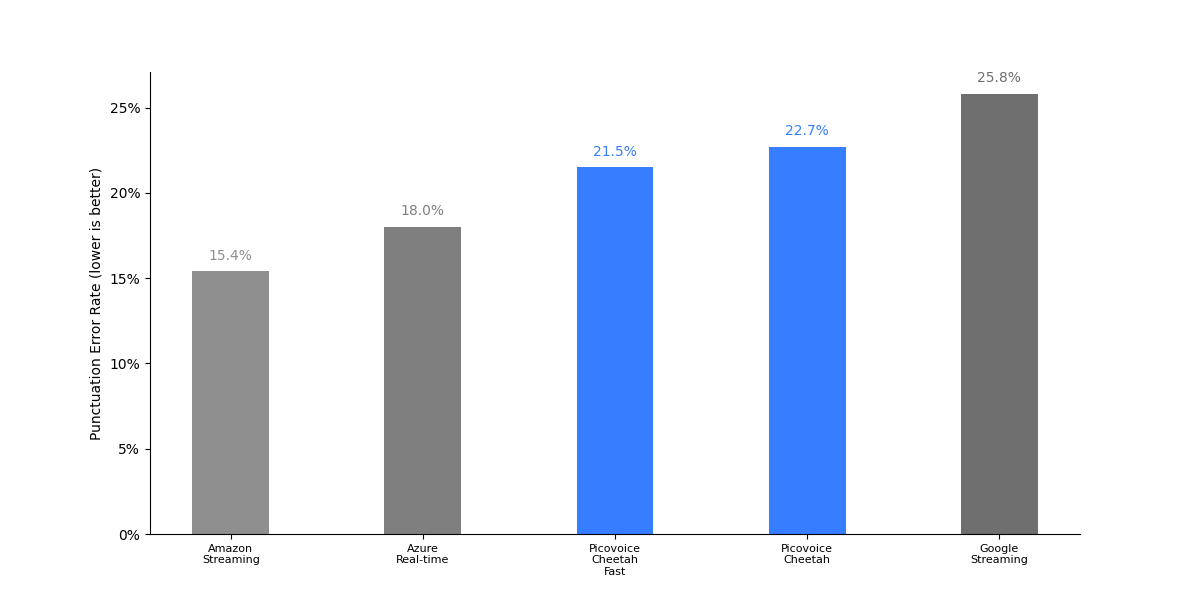 Punctuation Error Rate (lower is better)
25%
20%
15%
10%
5%
0%
15.4%
18.0%
21.5%
22.7%
25.8%
Amazon
Streaming
Azure
Real-time
Picovoice
Cheetah
Fast
Picovoice
Cheetah
Google
Streaming